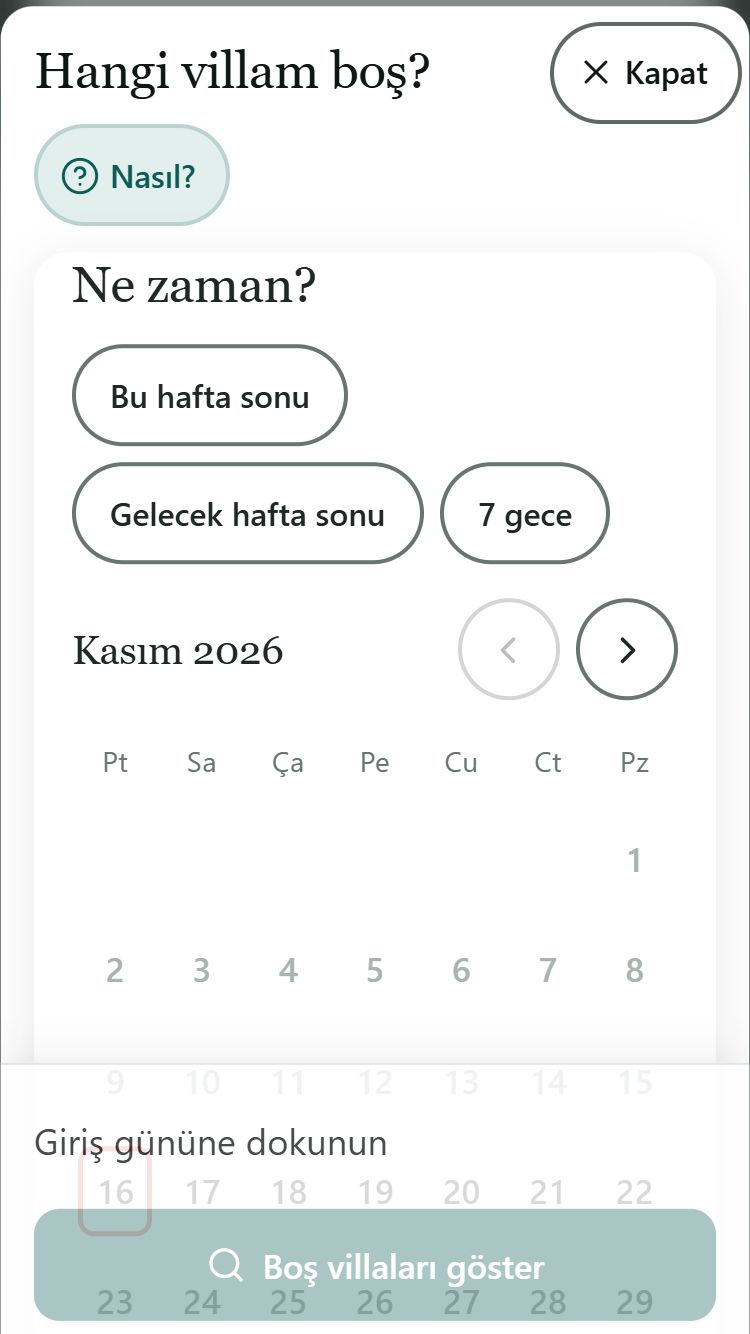 Hangi villam boş?
Kapat
Nasıl?
Ne zaman?
Bu hafta sonu
Gelecek hafta sonu
7 gece
Kasım 2026
Pt Sa Ça Pe Cu Ct Pz
1
2 3 4 5 6 7 8
9 10 11 12 13 14 15
Giriş gününe dokunun
16 17 18 19 20 21 22
Boş villaları göster
23 24 25 26 27 28 29